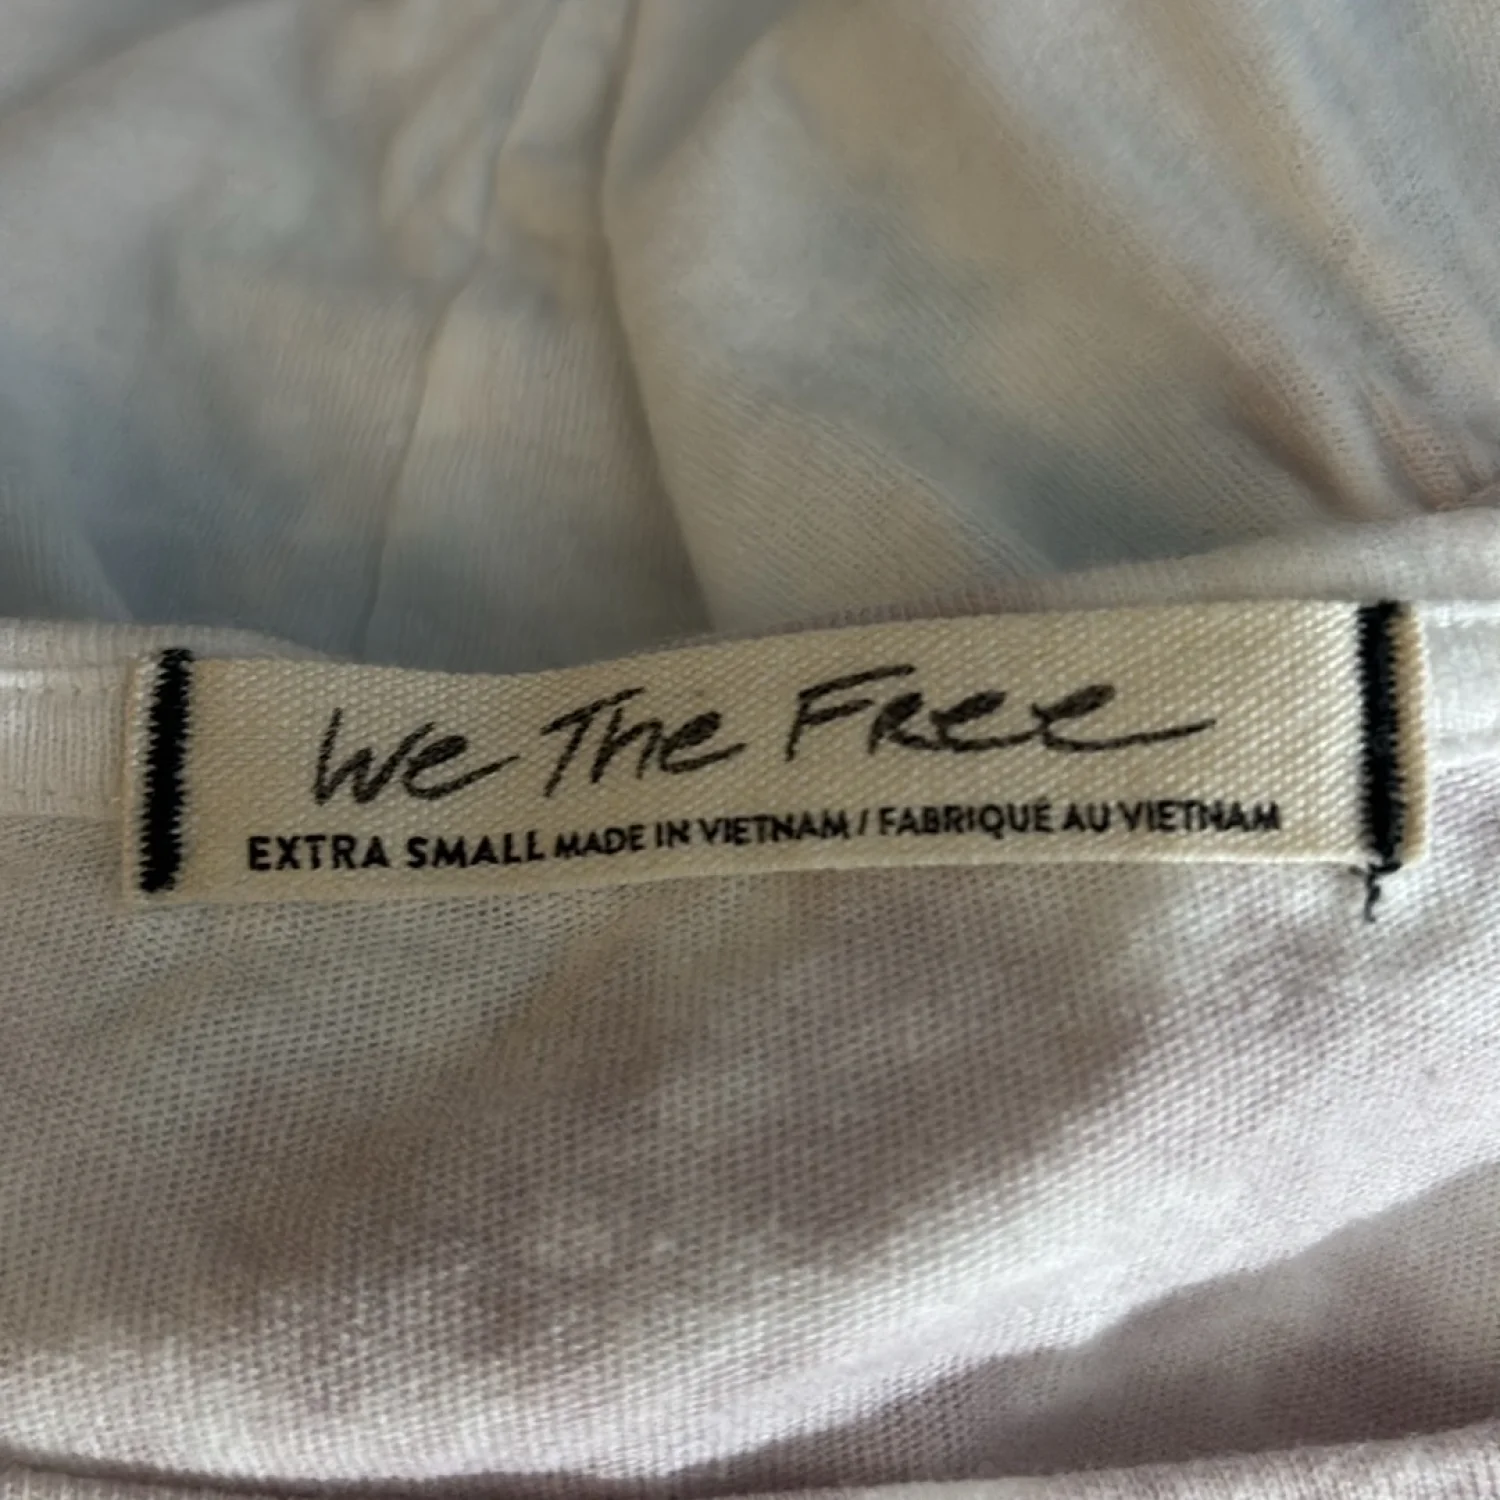 We The Free
EXTRA SMALL MADE IN VIETNAM / FABRIQUÉ AU VIETNAM